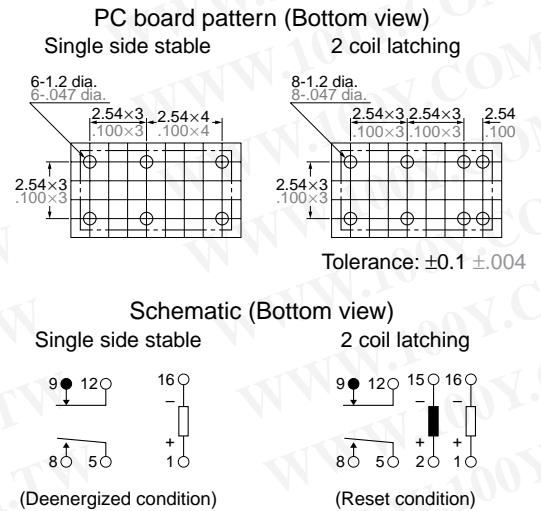 PC board pattern (Bottom view)
Single side stable
6-1.2 dia.
6-.047 dia.
2.54×3 2.54×4
.100×3 .100×4
2.54×3
.100×3
2 coil latching
8-1.2 dia.
8-.047 dia.
2.54×3 2.54×3 2.54
.100×3 .100×3 .100
2.54×3
.100×3
Tolerance: ±0.1 ±.004
Schematic (Bottom view)
Single side stable
9 12 16
−
+
8 5 1
(Deenergized condition)
2 coil latching
9 12 15 16
− −
+ +
8 5 2 1
(Reset condition)
WWW.100Y.COM.TW